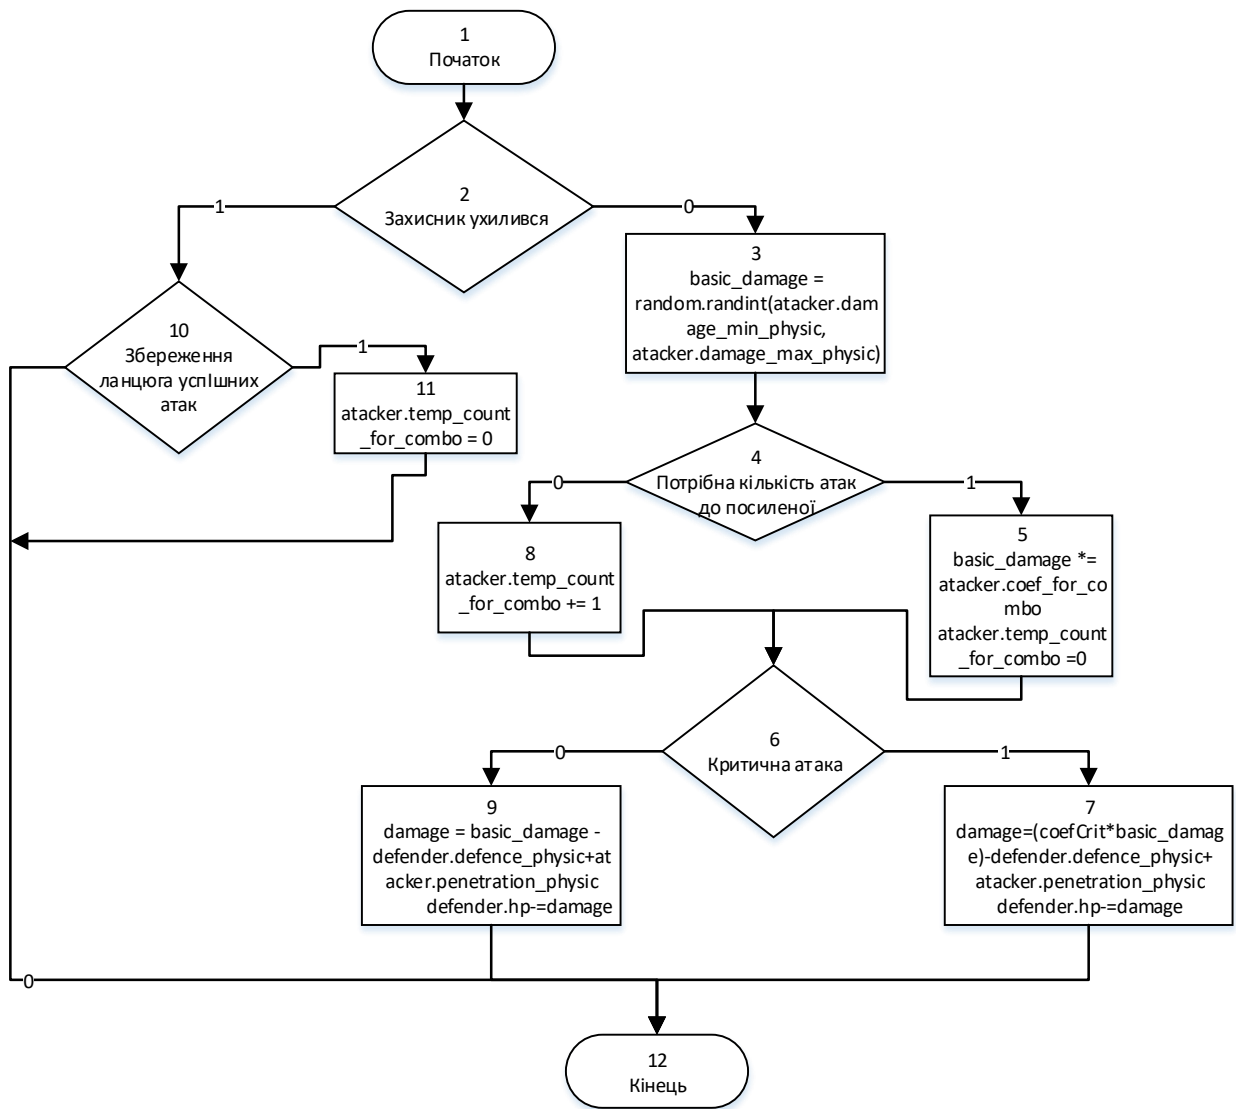 1
Початок
2
Захисник ухилився
1
0
3
basic_damage =
random.randint(atacker.dam
age_min_physic,
atacker.damage_max_physic)
10
Збереження
ланцюга успІшних
атак
1
11
atacker.temp_count
_for_combo = 0
4
Потрібна кількість атак
до посиленої
0
1
8
atacker.temp_count
_for_combo += 1
5
basic_damage *=
atacker.coef_for_co
mbo
atacker.temp_count
_for_combo =0
6
Критична атака
0
1
9
damage = basic_damage -
defender.defence_physic+at
acker.penetration_physic
defender.hp-=damage
7
damage=(coefCrit*basic_damag
e)-defender.defence_physic+
atacker.penetration_physic
defender.hp-=damage
0
12
Кінець